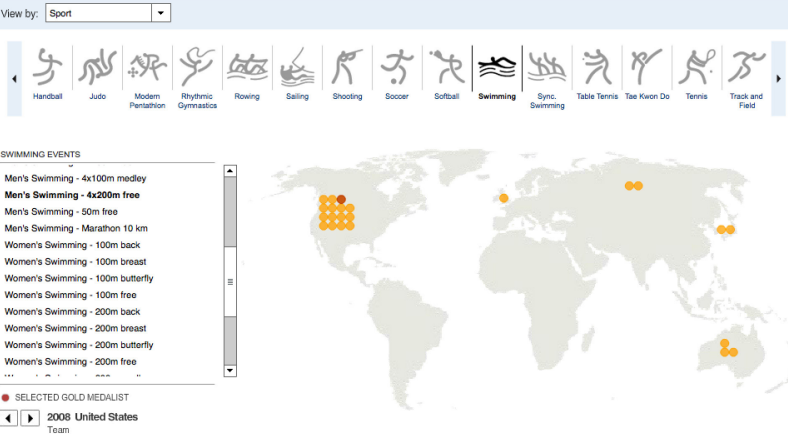 View by: Sport
Handball
Judo
Modern
Pentathlon
Rhythmic
Gymnastics
Rowing
Sailing
Shooting
Soccer
Softball
Swimming
Sync.
Swimming
Table Tennis
Tae Kwon Do
Tennis
Track and
Field
SWIMMING EVENTS
Men's Swimming - 4x100m medley
Men's Swimming - 4x200m free
Men's Swimming - 50m free
Men's Swimming - Marathon 10 km
Women's Swimming - 100m back
Women's Swimming - 100m breast
Women's Swimming - 100m butterfly
Women's Swimming - 100m free
Women's Swimming - 200m back
Women's Swimming - 200m breast
Women's Swimming - 200m butterfly
Women's Swimming - 200m free
SELECTED GOLD MEDALIST
2008 United States
Team